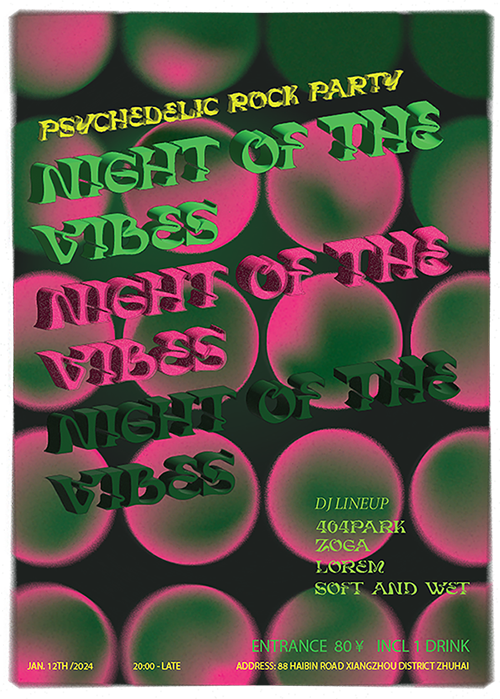 PSYCHEDELIC ROCK PARTY
NIGHT OF THE
VIBES
NIGHT OF THE
VIBES
NIGHT OF THE
VIBES
DJ LINEUP
404PARK
ZOGA
LOREM
SOFT AND WET
ENTRANCE 80 ¥ INCL 1 DRINK
JAN. 12TH /2024 20:00 - LATE ADDRESS: 88 HAIBIN ROAD XIANGZHOU DISTRICT ZHUHAI